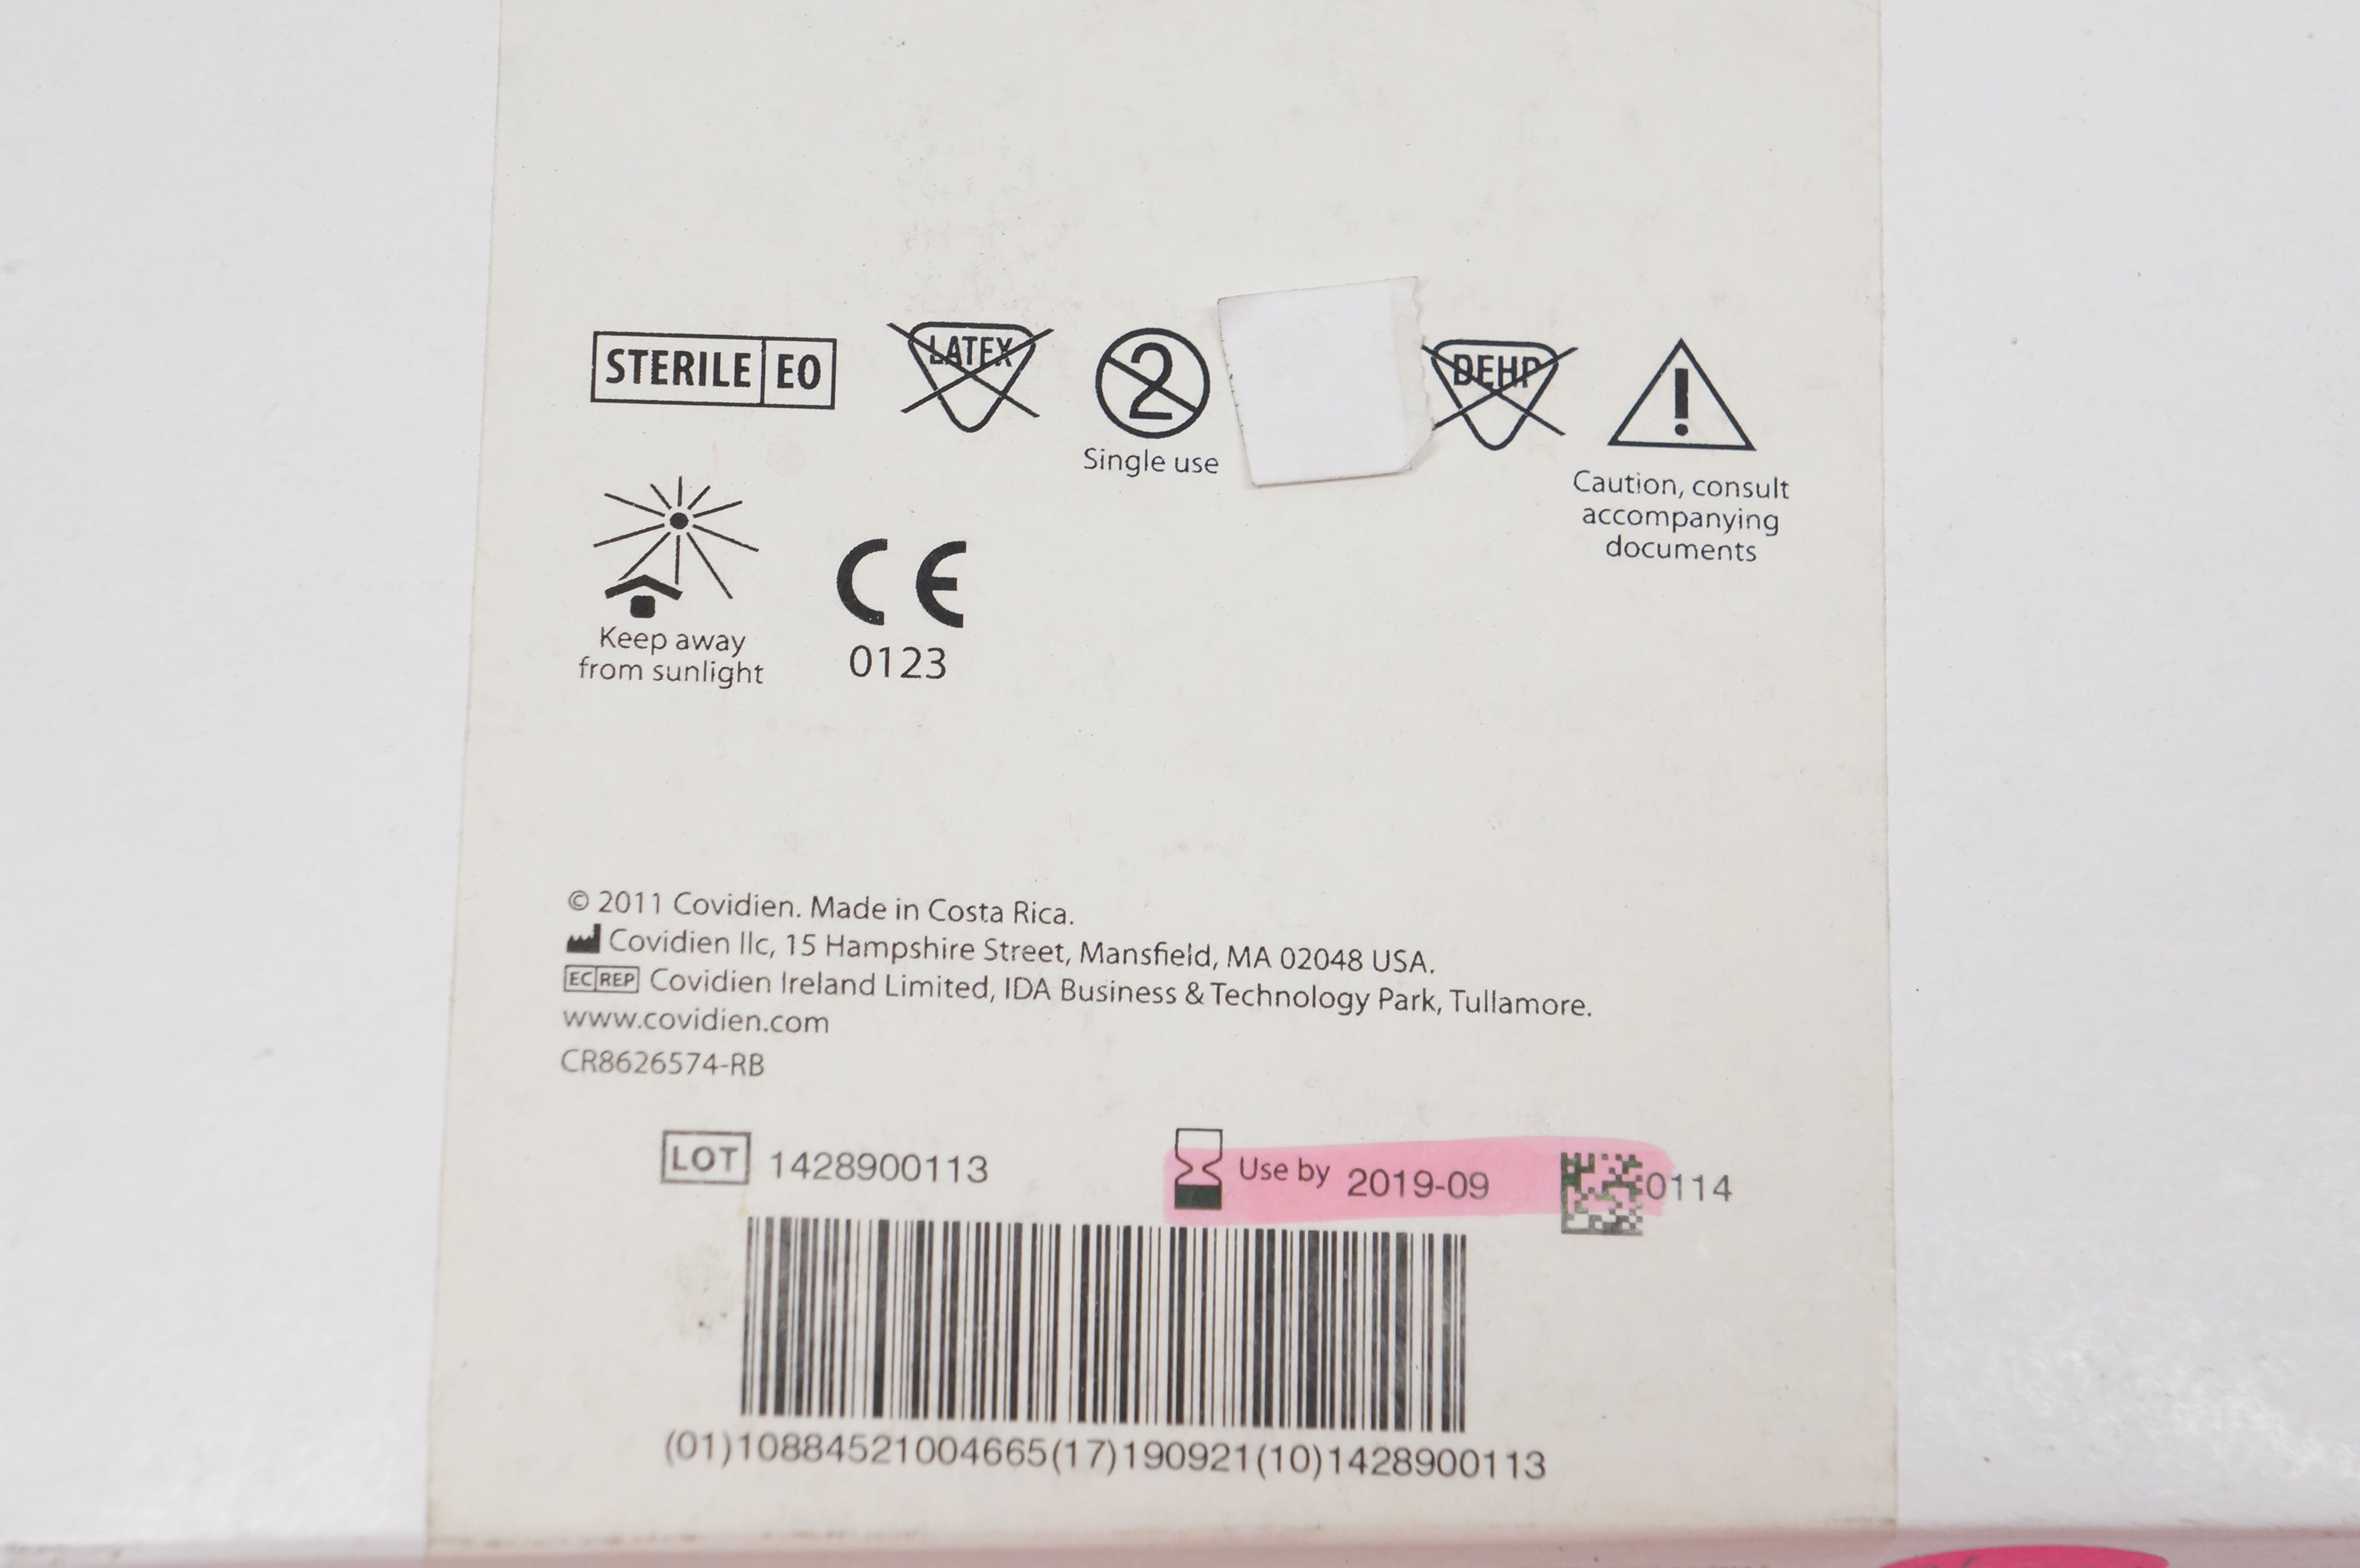 STERILE EO
LATEX
2
Single use
DEHP
!
Caution, consult
accompanying
documents
Keep away
from sunlight
CE
0123
© 2011 Covidien. Made in Costa Rica.
Covidien llc, 15 Hampshire Street, Mansfield, MA 02048 USA.
EC REP Covidien Ireland Limited, IDA Business & Technology Park, Tullamore.
www.covidien.com
CR8626574-RB
LOT 1428900113
Use by 2019-09
0114
(01)10884521004665(17)190921(10)1428900113